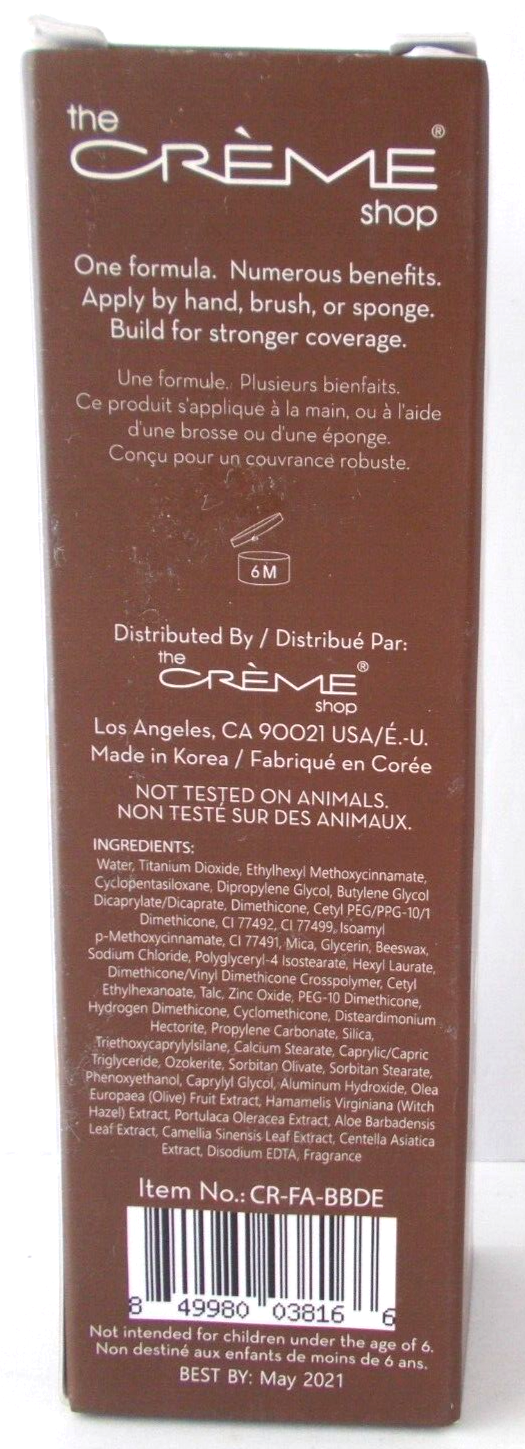 the
CRÈME®
shop
One formula. Numerous benefits.
Apply by hand, brush, or sponge.
Build for stronger coverage.
Une formule. Plusieurs bienfaits.
Ce produit s'applique à la main, ou à l'aide
d'une brosse ou d'une éponge.
Conçu pour un couvrance robuste.
6M
Distributed By / Distribué Par:
the
CRÈME®
shop
Los Angeles, CA 90021 USA/É.-U.
Made in Korea / Fabriqué en Corée
NOT TESTED ON ANIMALS.
NON TESTÉ SUR DES ANIMAUX.
INGREDIENTS:
Water, Titanium Dioxide, Ethylhexyl Methoxycinnamate,
Cyclopentasiloxane, Dipropylene Glycol, Butylene Glycol
Dicaprylate/Dicaprate, Dimethicone, Cetyl PEG/PPG-10/1
Dimethicone, CI 77492, CI 77499, Isoamyl
p-Methoxycinnamate, CI 77491, Mica, Glycerin, Beeswax,
Sodium Chloride, Polyglyceryl-4 Isostearate, Hexyl Laurate,
Dimethicone/Vinyl Dimethicone Crosspolymer, Cetyl
Ethylhexanoate, Talc, Zinc Oxide, PEG-10 Dimethicone,
Hydrogen Dimethicone, Cyclomethicone, Disteardimonium
Hectorite, Propylene Carbonate, Silica,
Triethoxycaprylylsilane, Calcium Stearate, Caprylic/Capric
Triglyceride, Ozokerite, Sorbitan Olivate, Sorbitan Stearate,
Phenoxyethanol, Caprylyl Glycol, Aluminum Hydroxide, Olea
Europaea (Olive) Fruit Extract, Hamamelis Virginiana (Witch
Hazel) Extract, Portulaca Oleracea Extract, Aloe Barbadensis
Leaf Extract, Camellia Sinensis Leaf Extract, Centella Asiatica
Extract, Disodium EDTA, Fragrance
Item No.: CR-FA-BBDE
8 49980 03816 6
Not intended for children under the age of 6.
Non destiné aux enfants de moins de 6 ans.
BEST BY: May 2021